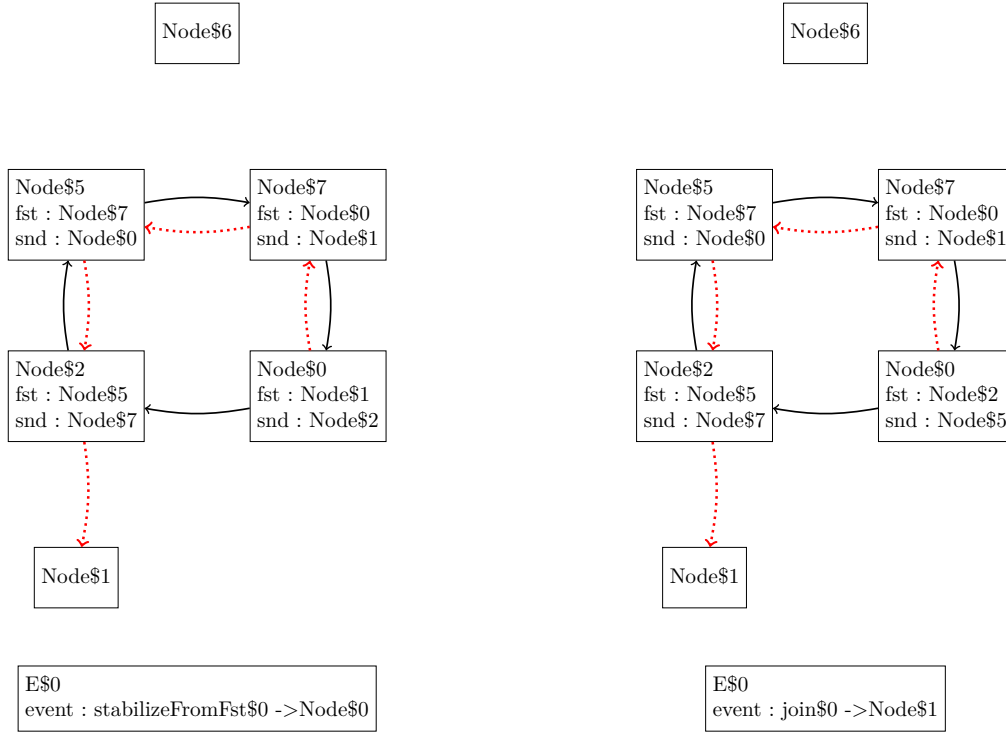 Node$6
Node$5
fst : Node$7
snd : Node$0
Node$7
fst : Node$0
snd : Node$1
Node$2
fst : Node$5
snd : Node$7
Node$0
fst : Node$1
snd : Node$2
Node$1
E$0
event : stabilizeFromFst$0 ->Node$0
Node$6
Node$5
fst : Node$7
snd : Node$0
Node$7
fst : Node$0
snd : Node$1
Node$2
fst : Node$5
snd : Node$7
Node$0
fst : Node$2
snd : Node$5
Node$1
E$0
event : join$0 ->Node$1